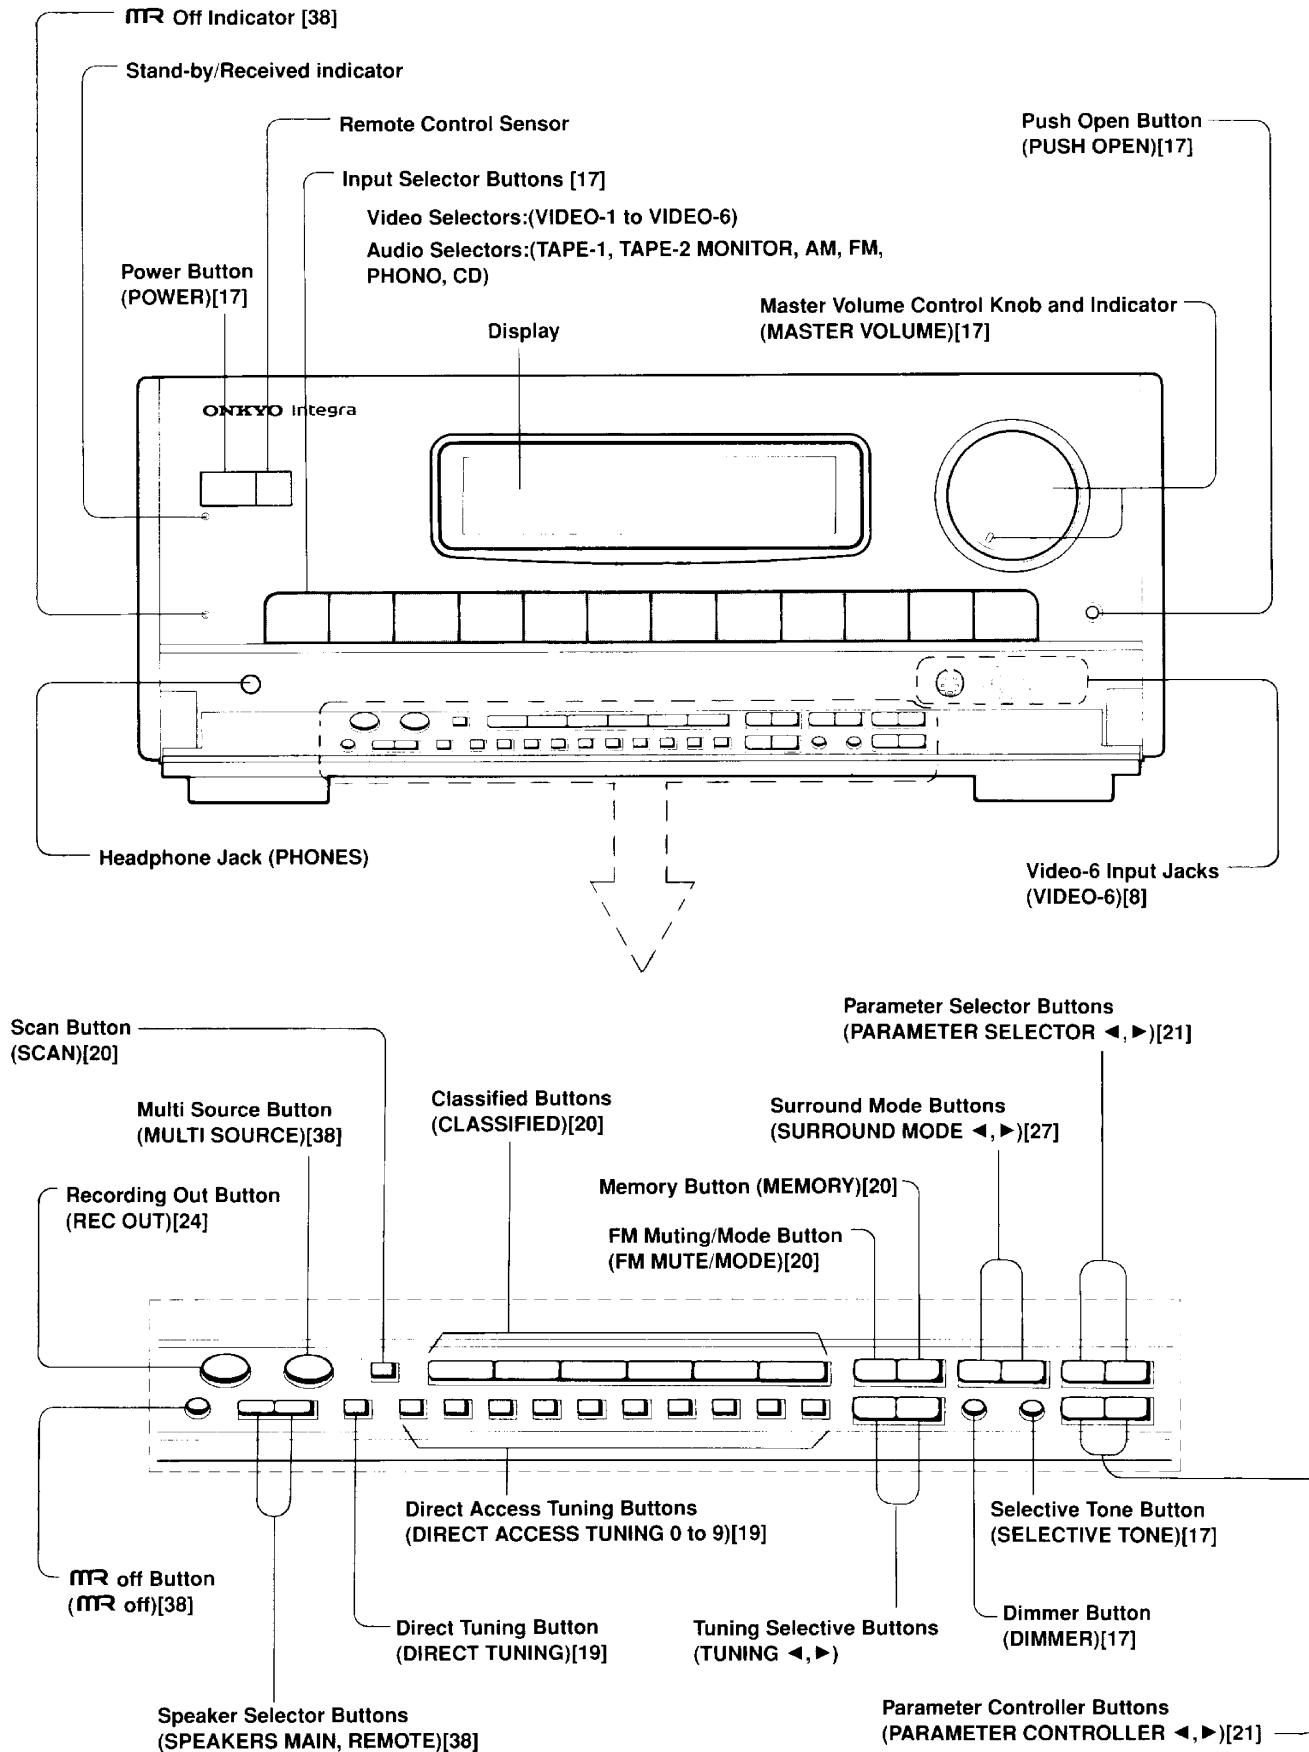 mR Off Indicator [38]
Stand-by/Received indicator
Remote Control Sensor
Push Open Button
(PUSH OPEN)[17]
Input Selector Buttons [17]
Video Selectors:(VIDEO-1 to VIDEO-6)
Audio Selectors:(TAPE-1, TAPE-2 MONITOR, AM, FM,
PHONO, CD)
Power Button
(POWER)[17]
Master Volume Control Knob and Indicator
(MASTER VOLUME)[17]
Display
ONKYO Integra
Headphone Jack (PHONES)
Video-6 Input Jacks
(VIDEO-6)[8]
Parameter Selector Buttons
(PARAMETER SELECTOR ◄,►)[21]
Scan Button
(SCAN)[20]
Classified Buttons
(CLASSIFIED)[20]
Surround Mode Buttons
(SURROUND MODE ◄,►)[27]
Multi Source Button
(MULTI SOURCE)[38]
Memory Button (MEMORY)[20]
Recording Out Button
(REC OUT)[24]
FM Muting/Mode Button
(FM MUTE/MODE)[20]
Direct Access Tuning Buttons
(DIRECT ACCESS TUNING 0 to 9)[19]
Selective Tone Button
(SELECTIVE TONE)[17]
mR off Button
(mR off)[38]
Direct Tuning Button
(DIRECT TUNING)[19]
Tuning Selective Buttons
(TUNING ◄,►)
Dimmer Button
(DIMMER)[17]
Speaker Selector Buttons
(SPEAKERS MAIN, REMOTE)[38]
Parameter Controller Buttons
(PARAMETER CONTROLLER ◄,►)[21]